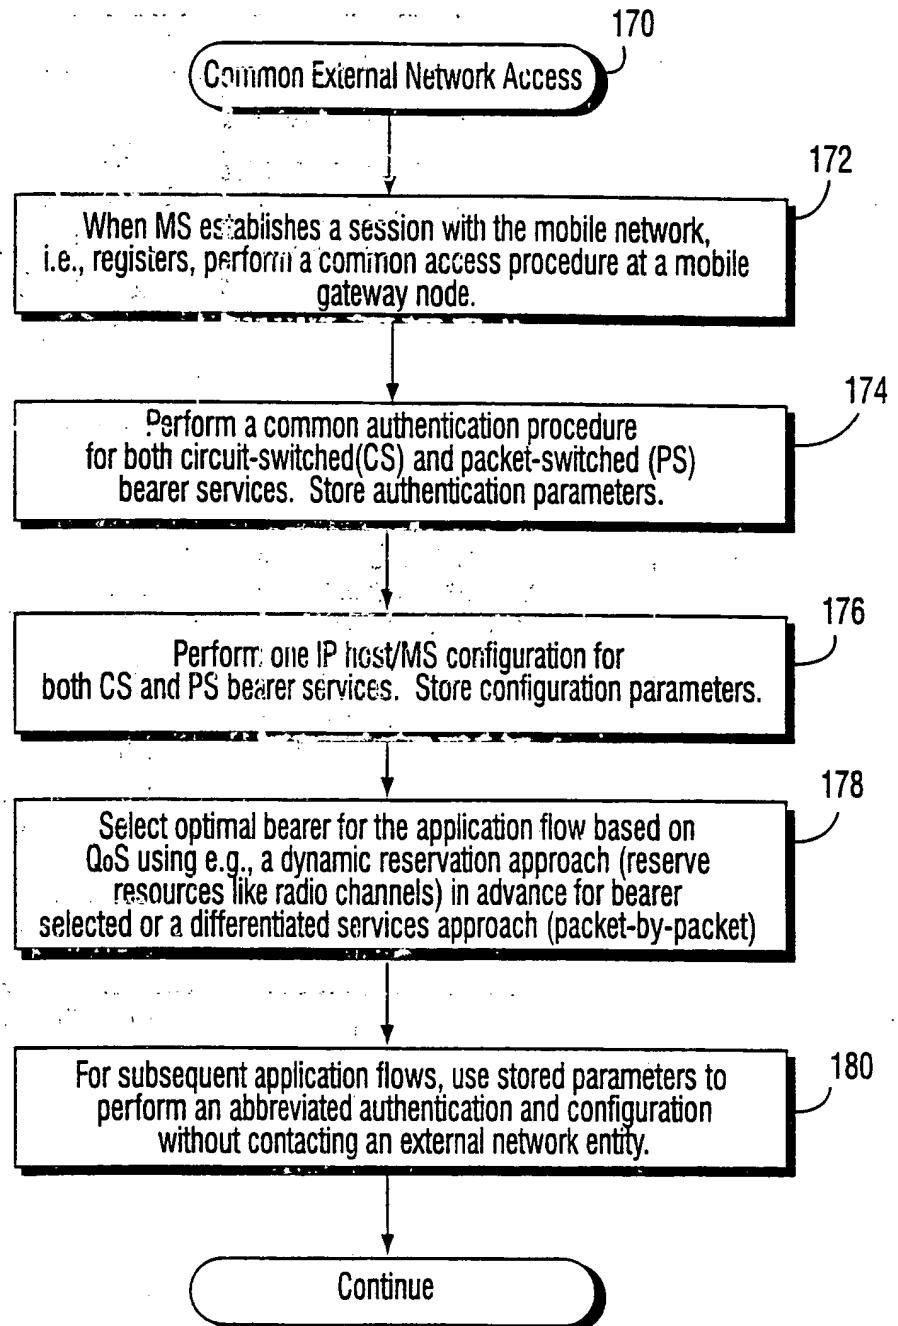 170
Common External Network Access
172
When MS establishes a session with the mobile network,
i.e., registers, perform a common access procedure at a mobile
gateway node.
174
Perform a common authentication procedure
for both circuit-switched(CS) and packet-switched (PS)
bearer services. Store authentication parameters.
176
Perform one IP host/MS configuration for
both CS and PS bearer services. Store configuration parameters.
178
Select optimal bearer for the application flow based on
QoS using e.g., a dynamic reservation approach (reserve
resources like radio channels) in advance for bearer
selected or a differentiated services approach (packet-by-packet)
180
For subsequent application flows, use stored parameters to
perform an abbreviated authentication and configuration
without contacting an external network entity.
Continue